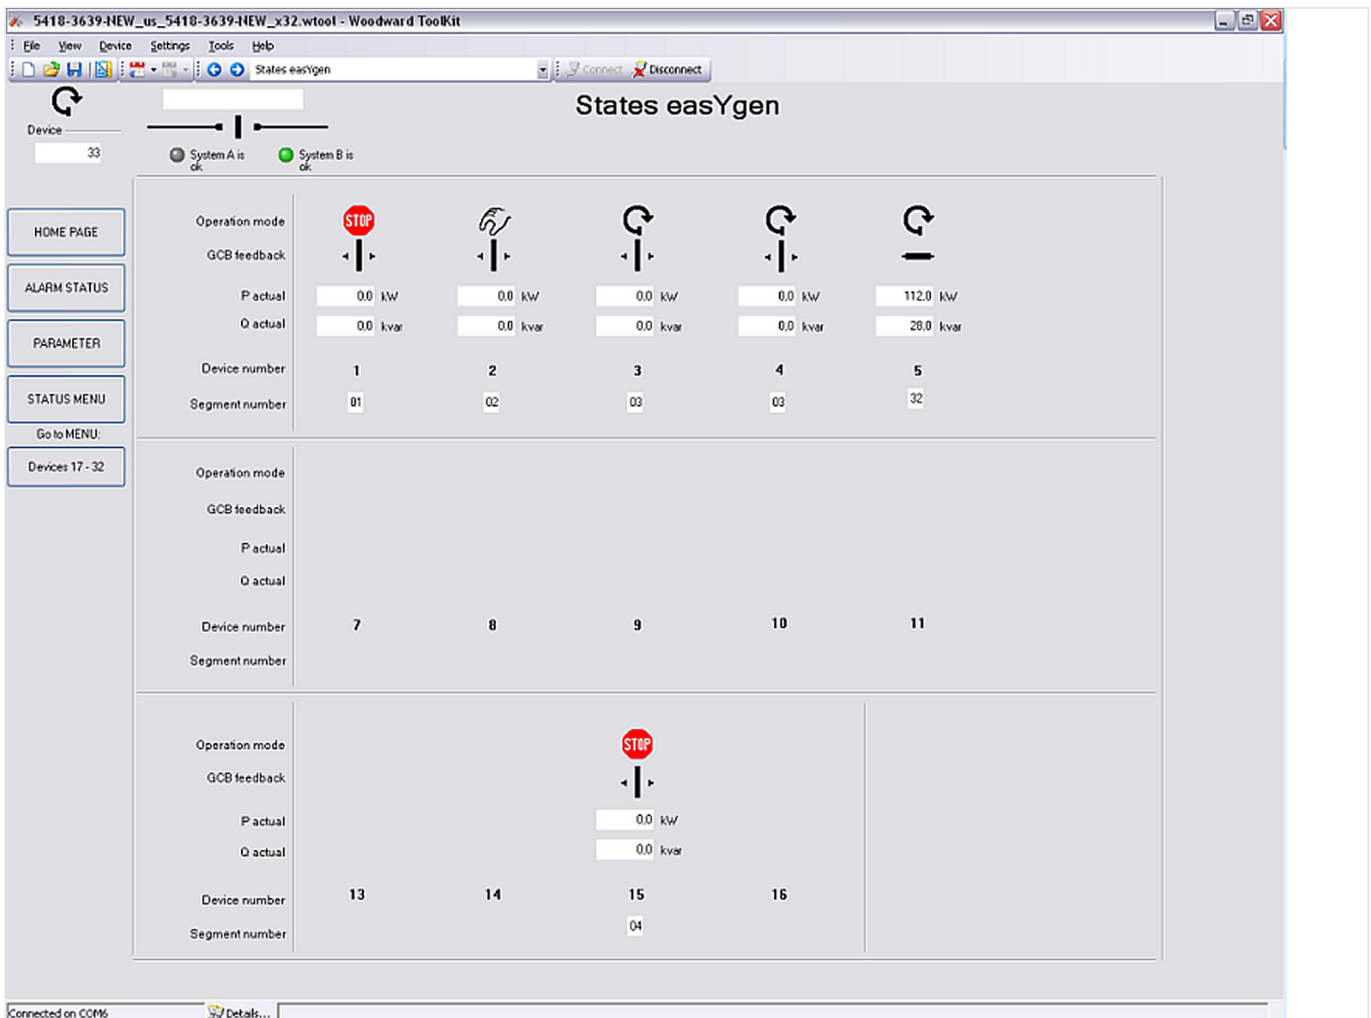 5418-3639-NEW_us_5418-3639-NEW_x32.wtool - Woodward ToolKit
File View Device Settings Tools Help
States easYgen Connect Disconnect
States easYgen
Device
33
System A is ok
System B is ok
HOME PAGE
ALARM STATUS
PARAMETER
STATUS MENU
Go to MENU:
Devices 17 - 32
Operation mode STOP
GCB feedback
P actual 0,0 kW 0,0 kW 0,0 kW 0,0 kW 112,0 kW
Q actual 0,0 kvar 0,0 kvar 0,0 kvar 0,0 kvar 28,0 kvar
Device number 1 2 3 4 5
Segment number 01 02 03 03 32
Operation mode
GCB feedback
P actual
Q actual
Device number 7 8 9 10 11
Segment number
Operation mode STOP
GCB feedback
P actual 0,0 kW
Q actual 0,0 kvar
Device number 13 14 15 16
Segment number 04
Connected on COM6 Details...